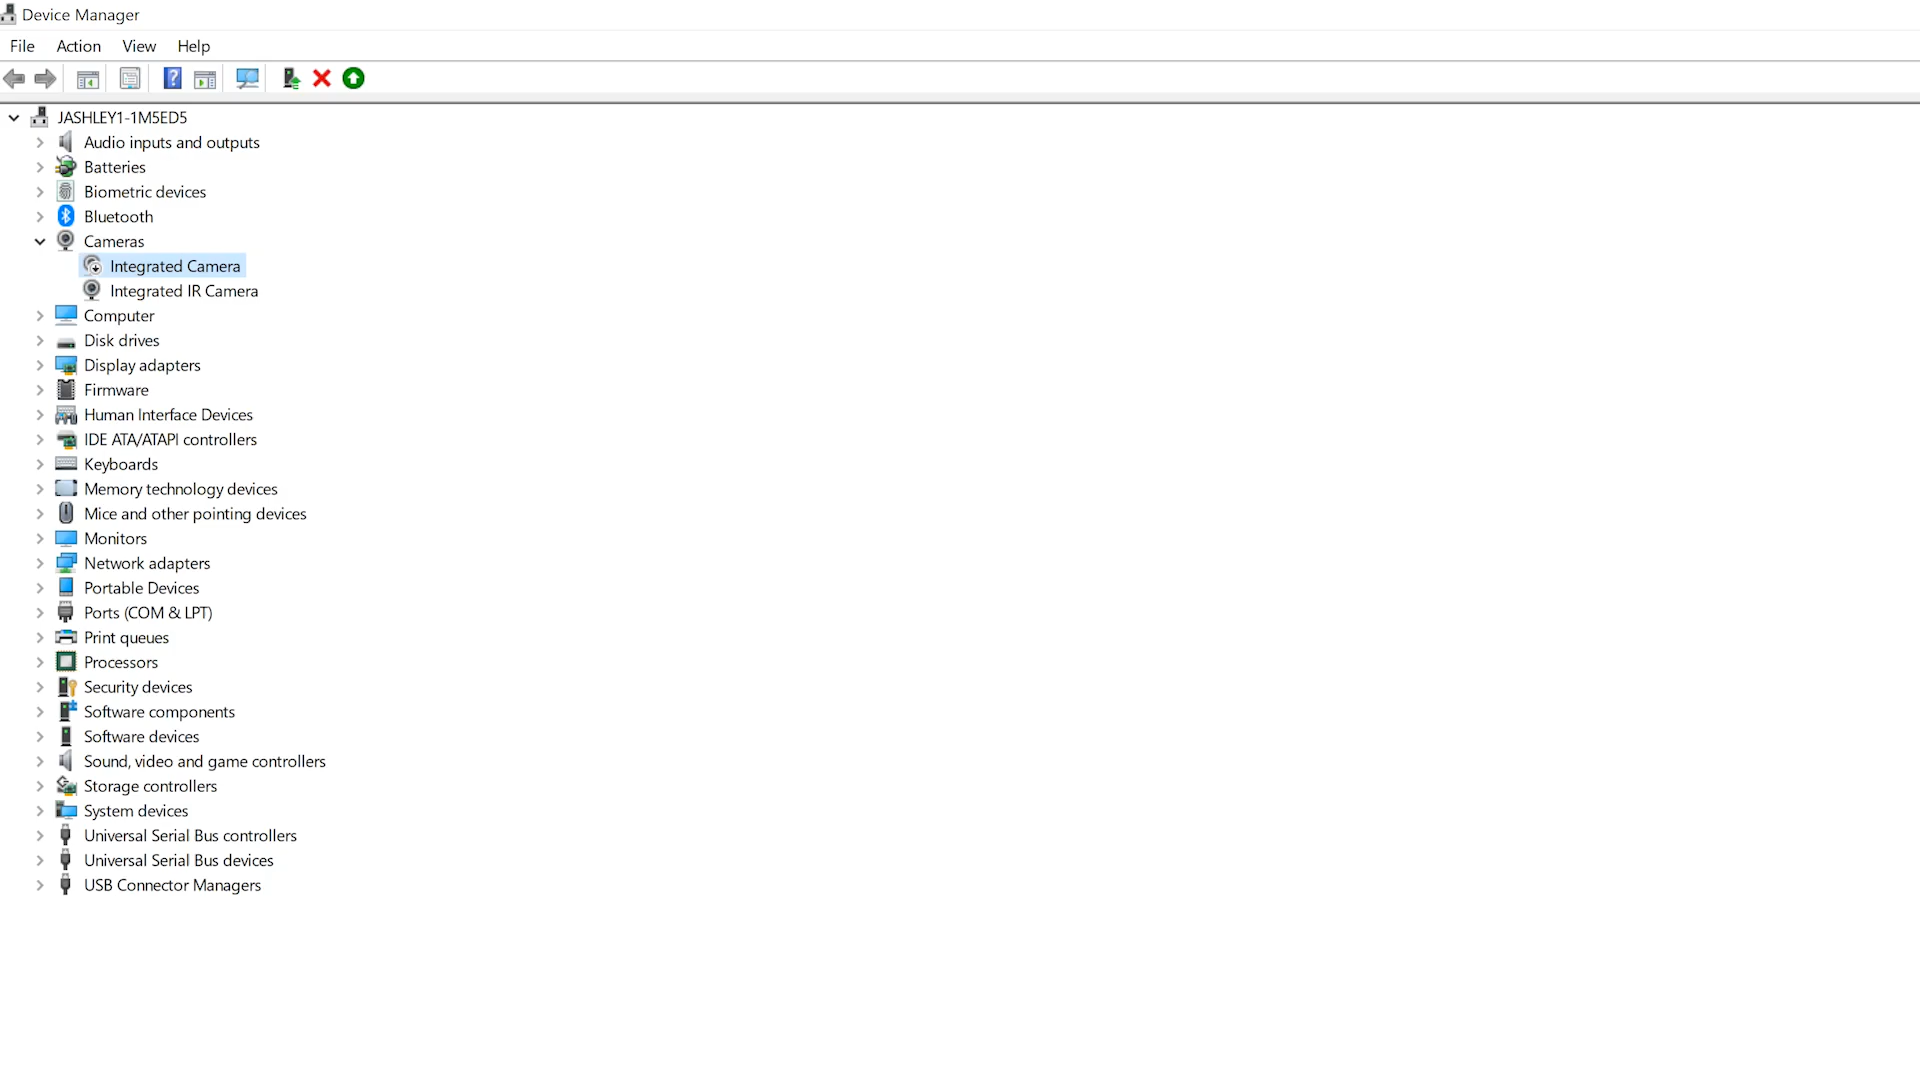 Device Manager
File Action View Help
JASHLEY1-1M5ED5
Audio inputs and outputs
Batteries
Biometric devices
Bluetooth
Cameras
Integrated Camera
Integrated IR Camera
Computer
Disk drives
Display adapters
Firmware
Human Interface Devices
IDE ATA/ATAPI controllers
Keyboards
Memory technology devices
Mice and other pointing devices
Monitors
Network adapters
Portable Devices
Ports (COM & LPT)
Print queues
Processors
Security devices
Software components
Software devices
Sound, video and game controllers
Storage controllers
System devices
Universal Serial Bus controllers
Universal Serial Bus devices
USB Connector Managers